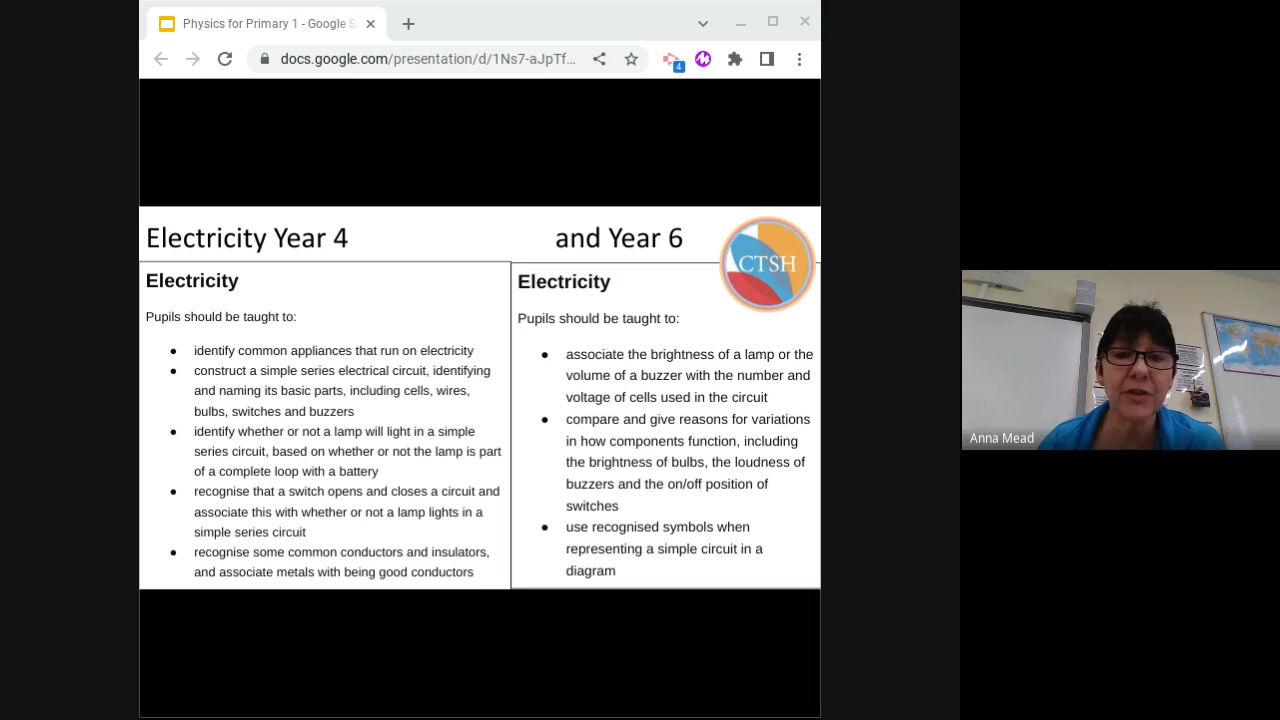 Physics for Primary 1 - Google S
docs.google.com/presentation/d/1Ns7-aJpTf...
4
Electricity Year 4
and Year 6
CTSH
Electricity
Pupils should be taught to:
● identify common appliances that run on electricity
● construct a simple series electrical circuit, identifying
and naming its basic parts, including cells, wires,
bulbs, switches and buzzers
● identify whether or not a lamp will light in a simple
series circuit, based on whether or not the lamp is part
of a complete loop with a battery
● recognise that a switch opens and closes a circuit and
associate this with whether or not a lamp lights in a
simple series circuit
● recognise some common conductors and insulators,
and associate metals with being good conductors
Electricity
Pupils should be taught to:
● associate the brightness of a lamp or the
volume of a buzzer with the number and
voltage of cells used in the circuit
● compare and give reasons for variations
in how components function, including
the brightness of bulbs, the loudness of
buzzers and the on/off position of
switches
● use recognised symbols when
representing a simple circuit in a
diagram
Anna Mead